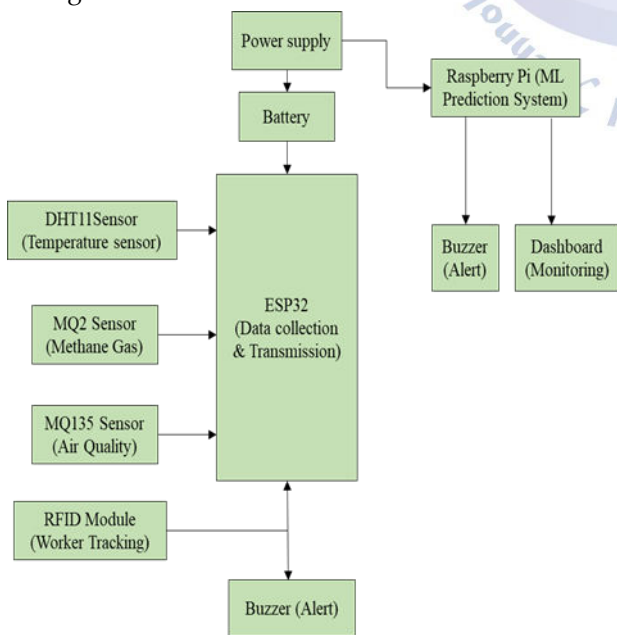 Power supply
Raspberry Pi (ML
Prediction System)
Battery
DHT11Sensor
(Temperature sensor)
Buzzer
(Alert)
Dashboard
(Monitoring)
ESP32
(Data collection
& Transmission)
MQ2 Sensor
(Methane Gas)
MQ135 Sensor
(Air Quality)
RFID Module
(Worker Tracking)
Buzzer (Alert)